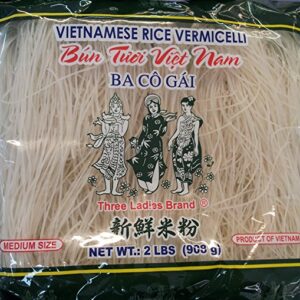 VIETNAMESE RICE VERMICELLI
Bún Tươi Việt Nam
BA CÔ GÁI
Three Ladies Brand ®
新鮮米粉
MEDIUM SIZE
PRODUCT OF VIETNAM
NET WT.: 2 LBS (908 g)